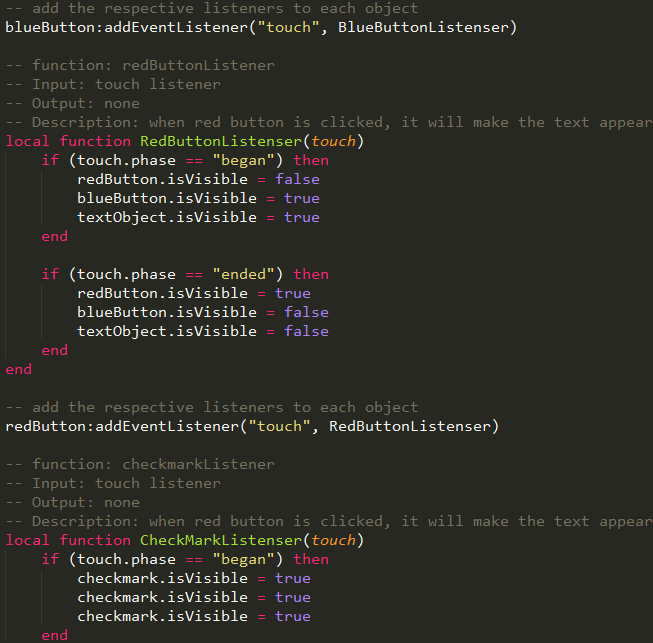 -- add the respective listeners to each object
blueButton:addEventListener("touch", BlueButtonListenser)
-- function: redButtonListener
-- Input: touch listener
-- Output: none
-- Description: when red button is clicked, it will make the text appear
local function RedButtonListenser(touch)
if (touch.phase == "began") then
redButton.isVisible = false
blueButton.isVisible = true
textObject.isVisible = true
end
if (touch.phase == "ended") then
redButton.isVisible = true
blueButton.isVisible = false
textObject.isVisible = false
end
end
-- add the respective listeners to each object
redButton:addEventListener("touch", RedButtonListenser)
-- function: checkmarkListener
-- Input: touch listener
-- Output: none
-- Description: when red button is clicked, it will make the text appear
local function CheckMarkListenser(touch)
if (touch.phase == "began") then
checkmark.isVisible = true
checkmark.isVisible = true
checkmark.isVisible = true
end